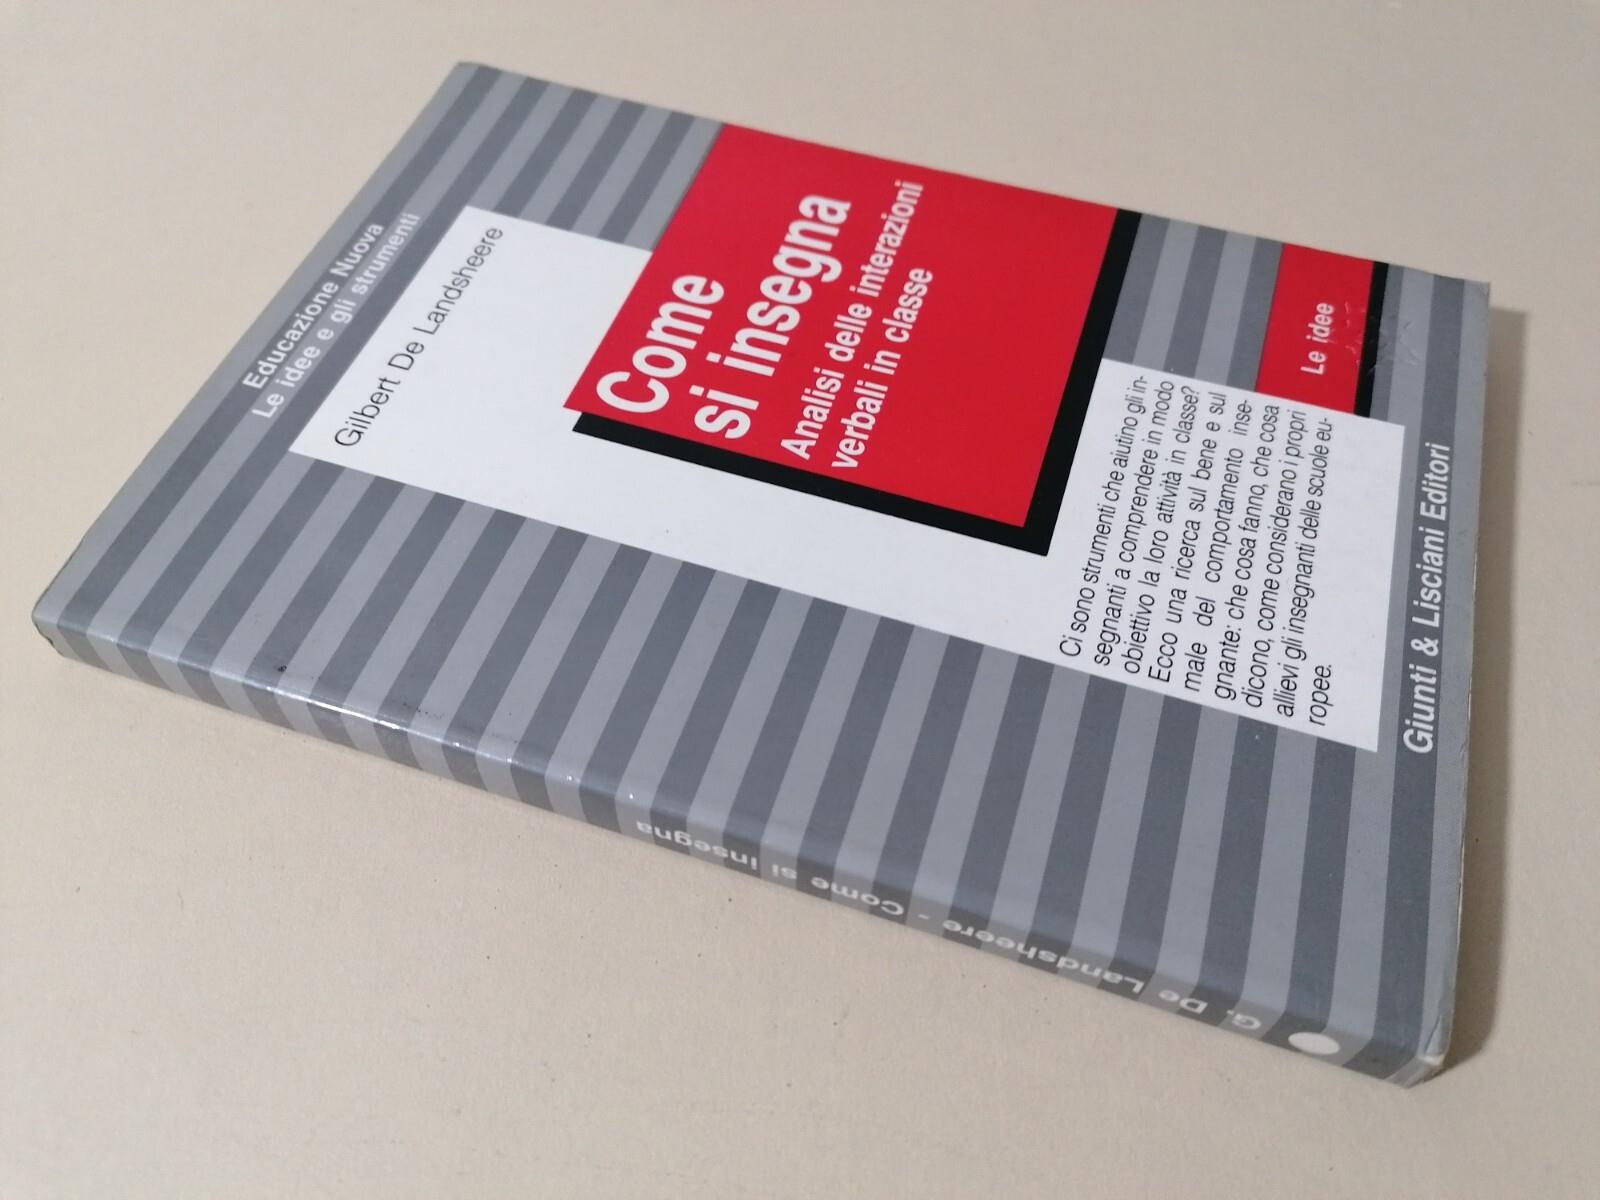 Educazione Nuova
Le idee e gli strumenti
Gilbert De Landsheere
Come
si insegna
Analisi delle interazioni
verbali in classe
Le idee
Ci sono strumenti che aiutino gli in-
segnanti a comprendere in modo
obiettivo la loro attività in classe?
Ecco una ricerca sul bene e sul
male del comportamento inse-
gnante: che cosa fanno, che cosa
dicono, come considerano i propri
allievi gli insegnanti delle scuole eu-
ropee.
Giunti & Lisciani Editori
G. De Landsheere - Come si insegna